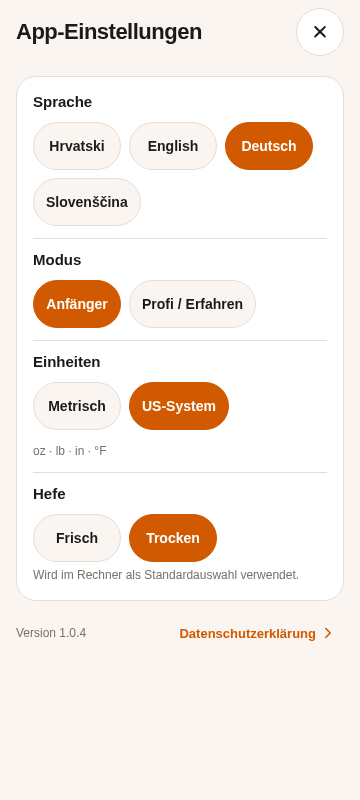 App-Einstellungen
Sprache
Hrvatski English Deutsch
Slovenščina
Modus
Anfänger Profi / Erfahren
Einheiten
Metrisch US-System
oz · lb · in · °F
Hefe
Frisch Trocken
Wird im Rechner als Standardauswahl verwendet.
Version 1.0.4 Datenschutzerklärung